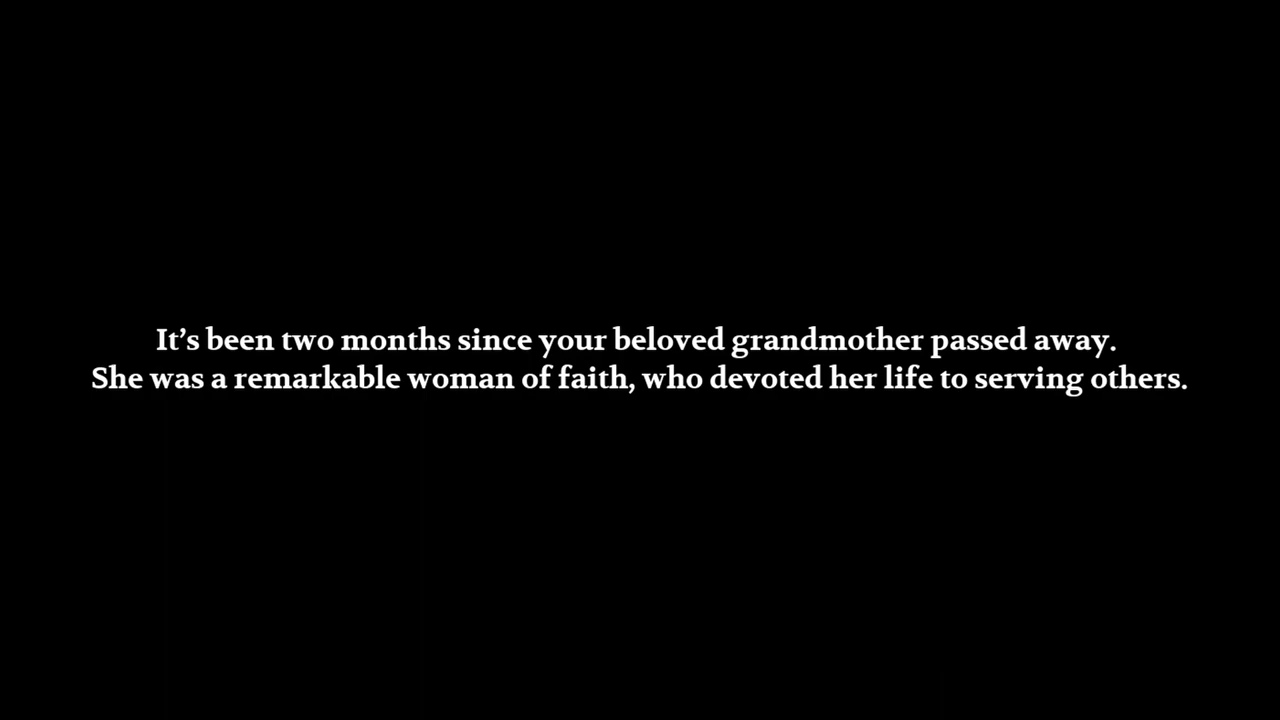 It’s been two months since your beloved grandmother passed away.
She was a remarkable woman of faith, who devoted her life to serving others.